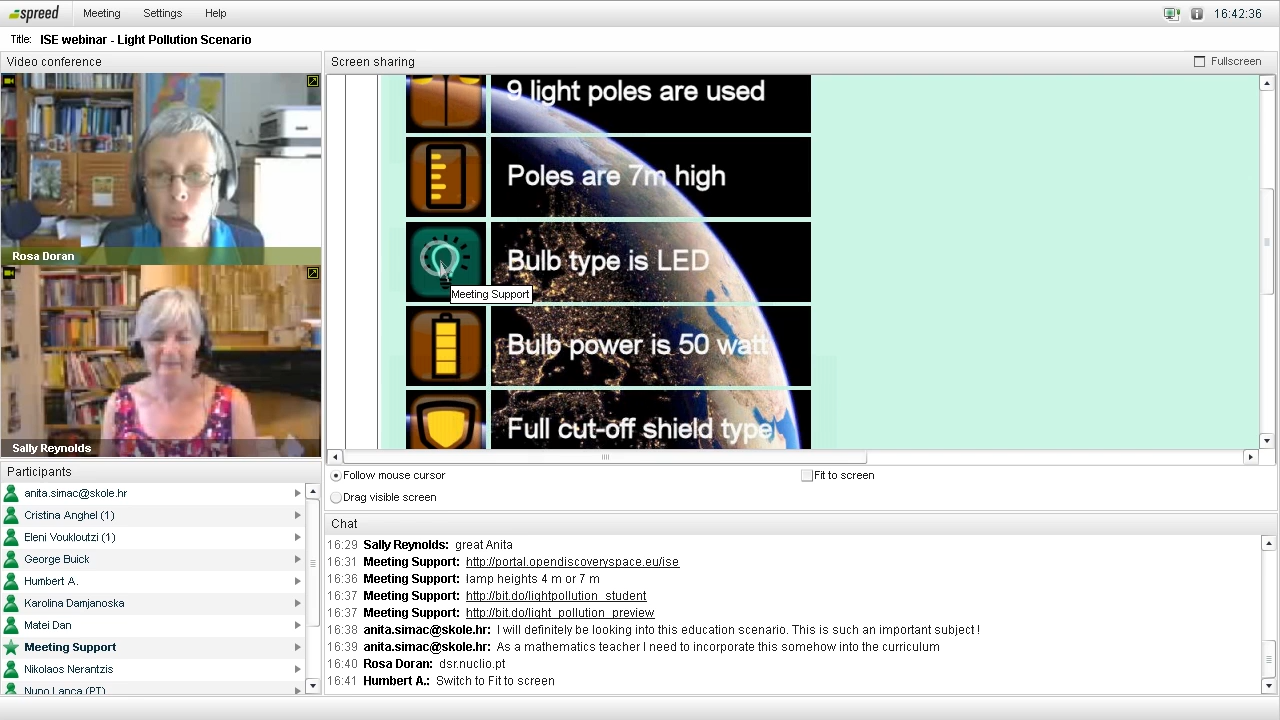 spreed
Meeting
Settings
Help
16:42:36
Title: ISE webinar - Light Pollution Scenario
Video conference
Rosa Doran
Sally Reynolds
Participants
anita.simac@skole.hr
Cristina Anghel (1)
Eleni Voukloutzi (1)
George Buick
Humbert A.
Karolina Damjanoska
Matei Dan
Meeting Support
Nikolaos Nerantzis
Nuno Lança (PT)
Screen sharing
Fullscreen
9 light poles are used
Poles are 7m high
Bulb type is LED
Meeting Support
Bulb power is 50 watt
Full cut-off shield type
Follow mouse cursor
Fit to screen
Drag visible screen
Chat
16:29 Sally Reynolds: great Anita
16:31 Meeting Support: http://portal.opendiscoveryspace.eu/ise
16:36 Meeting Support: lamp heights 4 m or 7 m
16:37 Meeting Support: http://bit.do/lightpollution_student
16:37 Meeting Support: http://bit.do/light_pollution_preview
16:38 anita.simac@skole.hr: I will definitely be looking into this education scenario. This is such an important subject !
16:39 anita.simac@skole.hr: As a mathematics teacher I need to incorporate this somehow into the curriculum
16:40 Rosa Doran: dsr.nuclio.pt
16:41 Humbert A.: Switch to Fit to screen